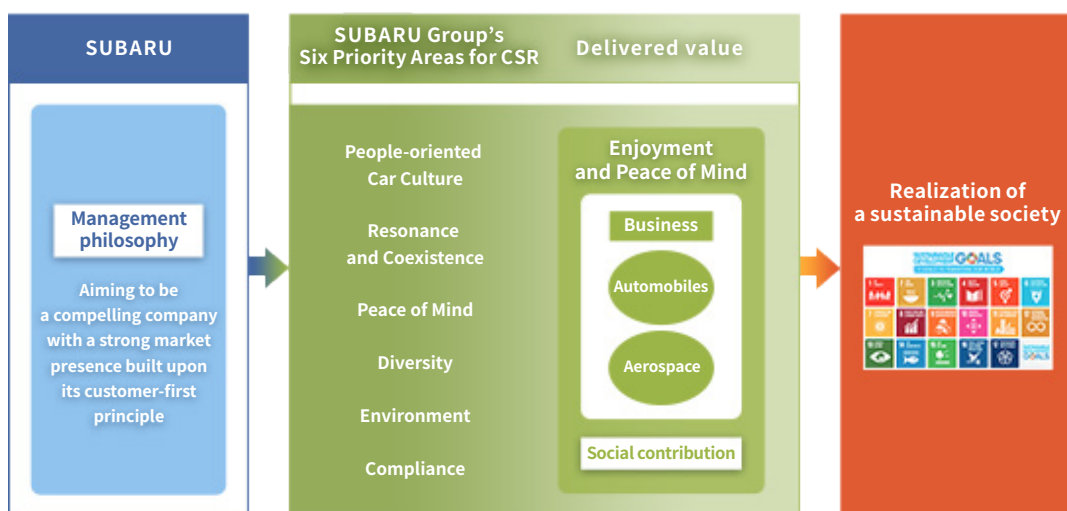 SUBARU
Management
philosophy
Aiming to be
a compelling company
with a strong market
presence built upon
its customer-first
principle
SUBARU Group's
Six Priority Areas for CSR
People-oriented
Car Culture
Resonance
and Coexistence
Peace of Mind
Diversity
Environment
Compliance
Delivered value
Enjoyment
and Peace of Mind
Business
Automobiles
Aerospace
Social contribution
Realization of
a sustainable society
GOALS
GOALS